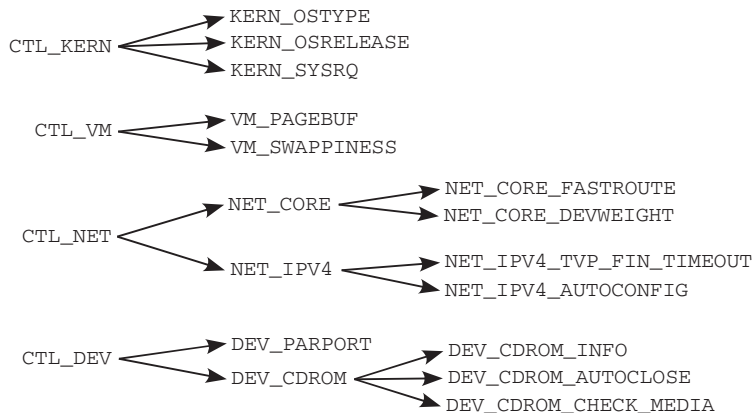 CTL_KERN
KERN_OSTYPE
KERN_OSRELEASE
KERN_SYSRQ
CTL_VM
VM_PAGEBUF
VM_SWAPPINESS
CTL_NET
NET_CORE
NET_CORE_FASTROUTE
NET_CORE_DEVWEIGHT
NET_IPV4
NET_IPV4_TVP_FIN_TIMEOUT
NET_IPV4_AUTOCONFIG
CTL_DEV
DEV_PARPORT
DEV_CDROM
DEV_CDROM_INFO
DEV_CDROM_AUTOCLOSE
DEV_CDROM_CHECK_MEDIA